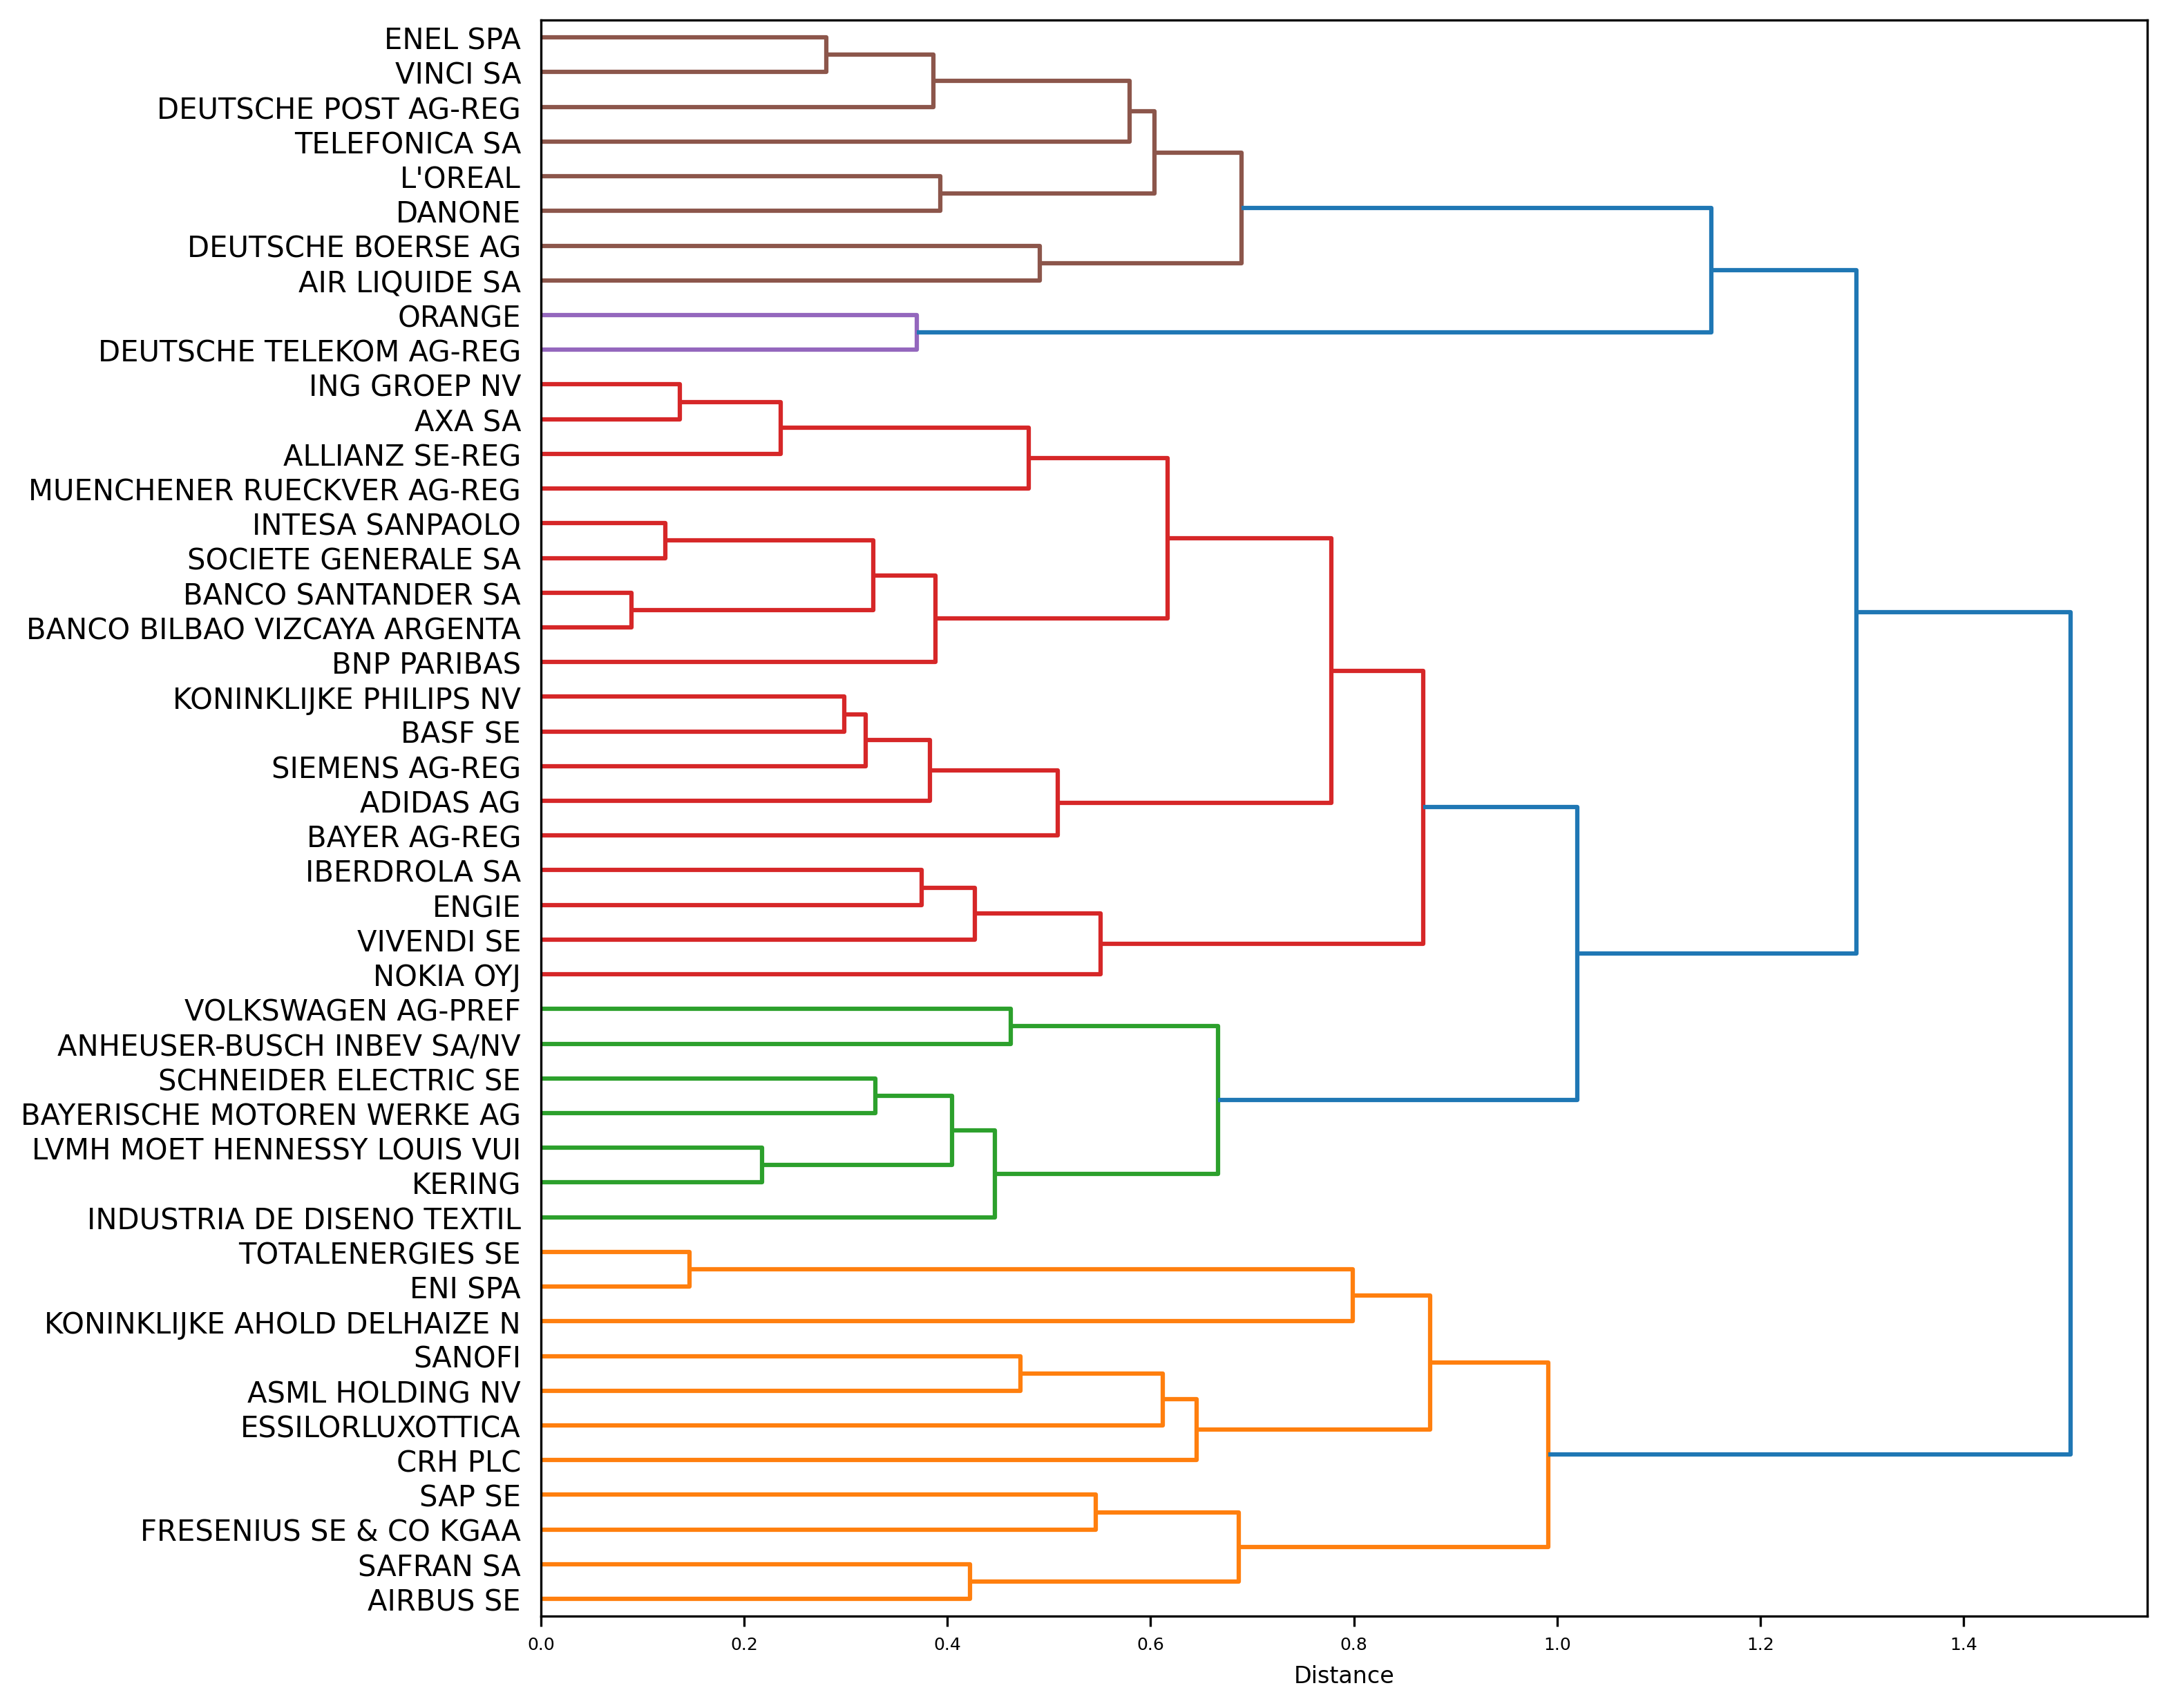 ENEL SPA
VINCI SA
DEUTSCHE POST AG-REG
TELEFONICA SA
L'OREAL
DANONE
DEUTSCHE BOERSE AG
AIR LIQUIDE SA
ORANGE
DEUTSCHE TELEKOM AG-REG
ING GROEP NV
AXA SA
ALLIANZ SE-REG
MUENCHENER RUECKVER AG-REG
INTESA SANPAOLO
SOCIETE GENERALE SA
BANCO SANTANDER SA
BANCO BILBAO VIZCAYA ARGENTA
BNP PARIBAS
KONINKLIJKE PHILIPS NV
BASF SE
SIEMENS AG-REG
ADIDAS AG
BAYER AG-REG
IBERDROLA SA
ENGIE
VIVENDI SE
NOKIA OYJ
VOLKSWAGEN AG-PREF
ANHEUSER-BUSCH INBEV SA/NV
SCHNEIDER ELECTRIC SE
BAYERISCHE MOTOREN WERKE AG
LVMH MOET HENNESSY LOUIS VUI
KERING
INDUSTRIA DE DISENO TEXTIL
TOTALENERGIES SE
ENI SPA
KONINKLIJKE AHOLD DELHAIZE N
SANOFI
ASML HOLDING NV
ESSILORLUXOTTICA
CRH PLC
SAP SE
FRESENIUS SE & CO KGAA
SAFRAN SA
AIRBUS SE
0.0 0.2 0.4 0.6 0.8 1.0 1.2 1.4
Distance